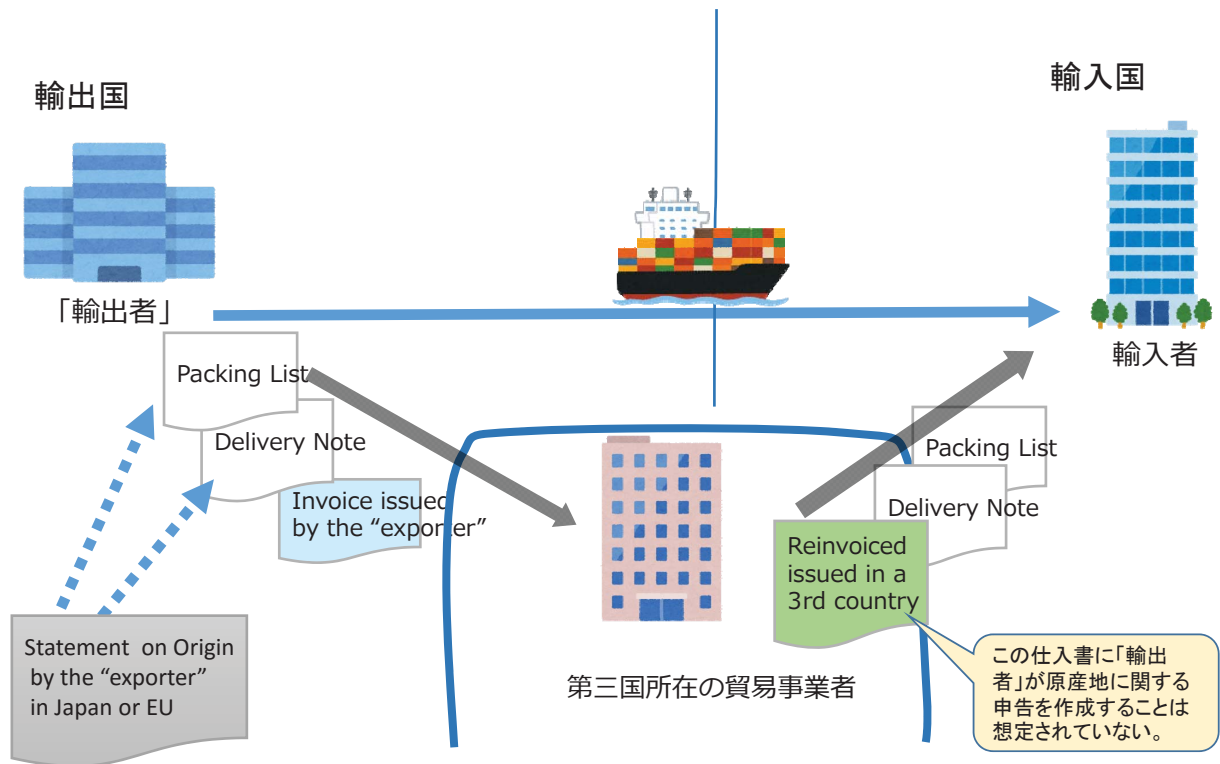 輸出国
輸入国
「輸出者」
輸入者
Packing List
Delivery Note
Invoice issued
by the “exporter”
Statement on Origin
by the “exporter”
in Japan or EU
第三国所在の貿易事業者
Packing List
Delivery Note
Reinvoiced
issued in a
3rd country
この仕入書に「輸出
者」が原産地に関する
申告を作成することは
想定されていない。